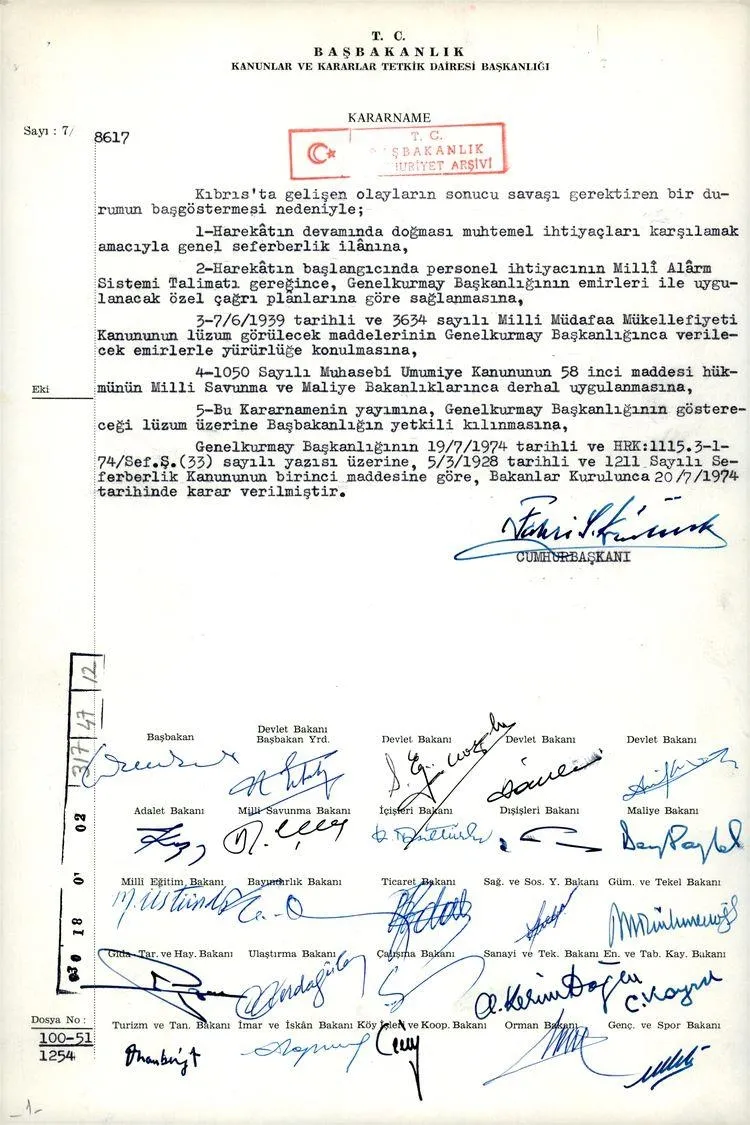 T. C.
BAŞBAKANLIK
KANUNLAR VE KARARLAR TETKİK DAİRESİ BAŞKANLIĞI
KARARNAME
Sayı : 7/
8617
T. C.
ŞBAKANLIK
URİYET ARŞİVİ
Kıbrıs'ta gelişen olayların sonucu savaşı gerektiren bir du-
rumun başgöstermesi nedeniyle;
1-Harekâtın devamında doğması muhtemel ihtiyaçları karşılamak
amacıyla genel seferberlik ilânına,
2-Harekâtın başlangıcında personel ihtiyacının Millî Alârm
Sistemi Talimatı gereğince, Genelkurmay Başkanlığının emirleri ile uygu-
lanacak özel çağrı plânlarına göre sağlanmasına,
3-7/6/1939 tarihli ve 3634 sayılı Milli Müdafaa Mükellefiyeti
Kanununun lüzum görülecek maddelerinin Genelkurmay Başkanlığınca verile-
cek emirlerle yürürlüğe konulmasına,
4-1050 Sayılı Muhasebi Umumiye Kanununun 58 inci maddesi hük-
Eki
münün Milli Savunma ve Maliye Bakanlıklarınca derhal uygulanmasına,
5-Bu Kararnamenin yayımına, Genelkurmay Başkanlığının göstere-
ceği lüzum üzerine Başbakanlığın yetkili kılınmasına,
Genelkurmay Başkanlığının 19/7/1974 tarihli ve HRK:1115.3-1-
74/Sef.Ş.(33) sayılı yazısı üzerine, 5/3/1928 tarihli ve 1211 Sayılı Se-
ferberlik Kanununun birinci maddesine göre, Bakanlar Kurulunca 20/7/1974
tarihinde karar verilmiştir.
CUMHURBAŞKANI
Başbakan
Devlet Bakanı
Başbakan Yrd.
Devlet Bakanı
Devlet Bakanı
Devlet Bakanı
Adalet Bakanı
Milli Savunma Bakanı
İçişleri Bakanı
Dışişleri Bakanı
Maliye Bakanı
Milli Eğitim Bakanı
Bayındırlık Bakanı
Ticaret Bakanı
Sağ. ve Sos. Y. Bakanı
Güm. ve Tekel Bakanı
Gıda Tar. ve Hay. Bakanı
Ulaştırma Bakanı
Çalışma Bakanı
Sanayi ve Tek. Bakanı
En. ve Tab. Kay. Bakanı
Turizm ve Tan. Bakanı
İmar ve İskân Bakanı
Köy İşleri ve Koop. Bakanı
Orman Bakanı
Genç. ve Spor Bakanı
Dosya No :
100-51
1254
030 18 01 02
317 47 12
-1-